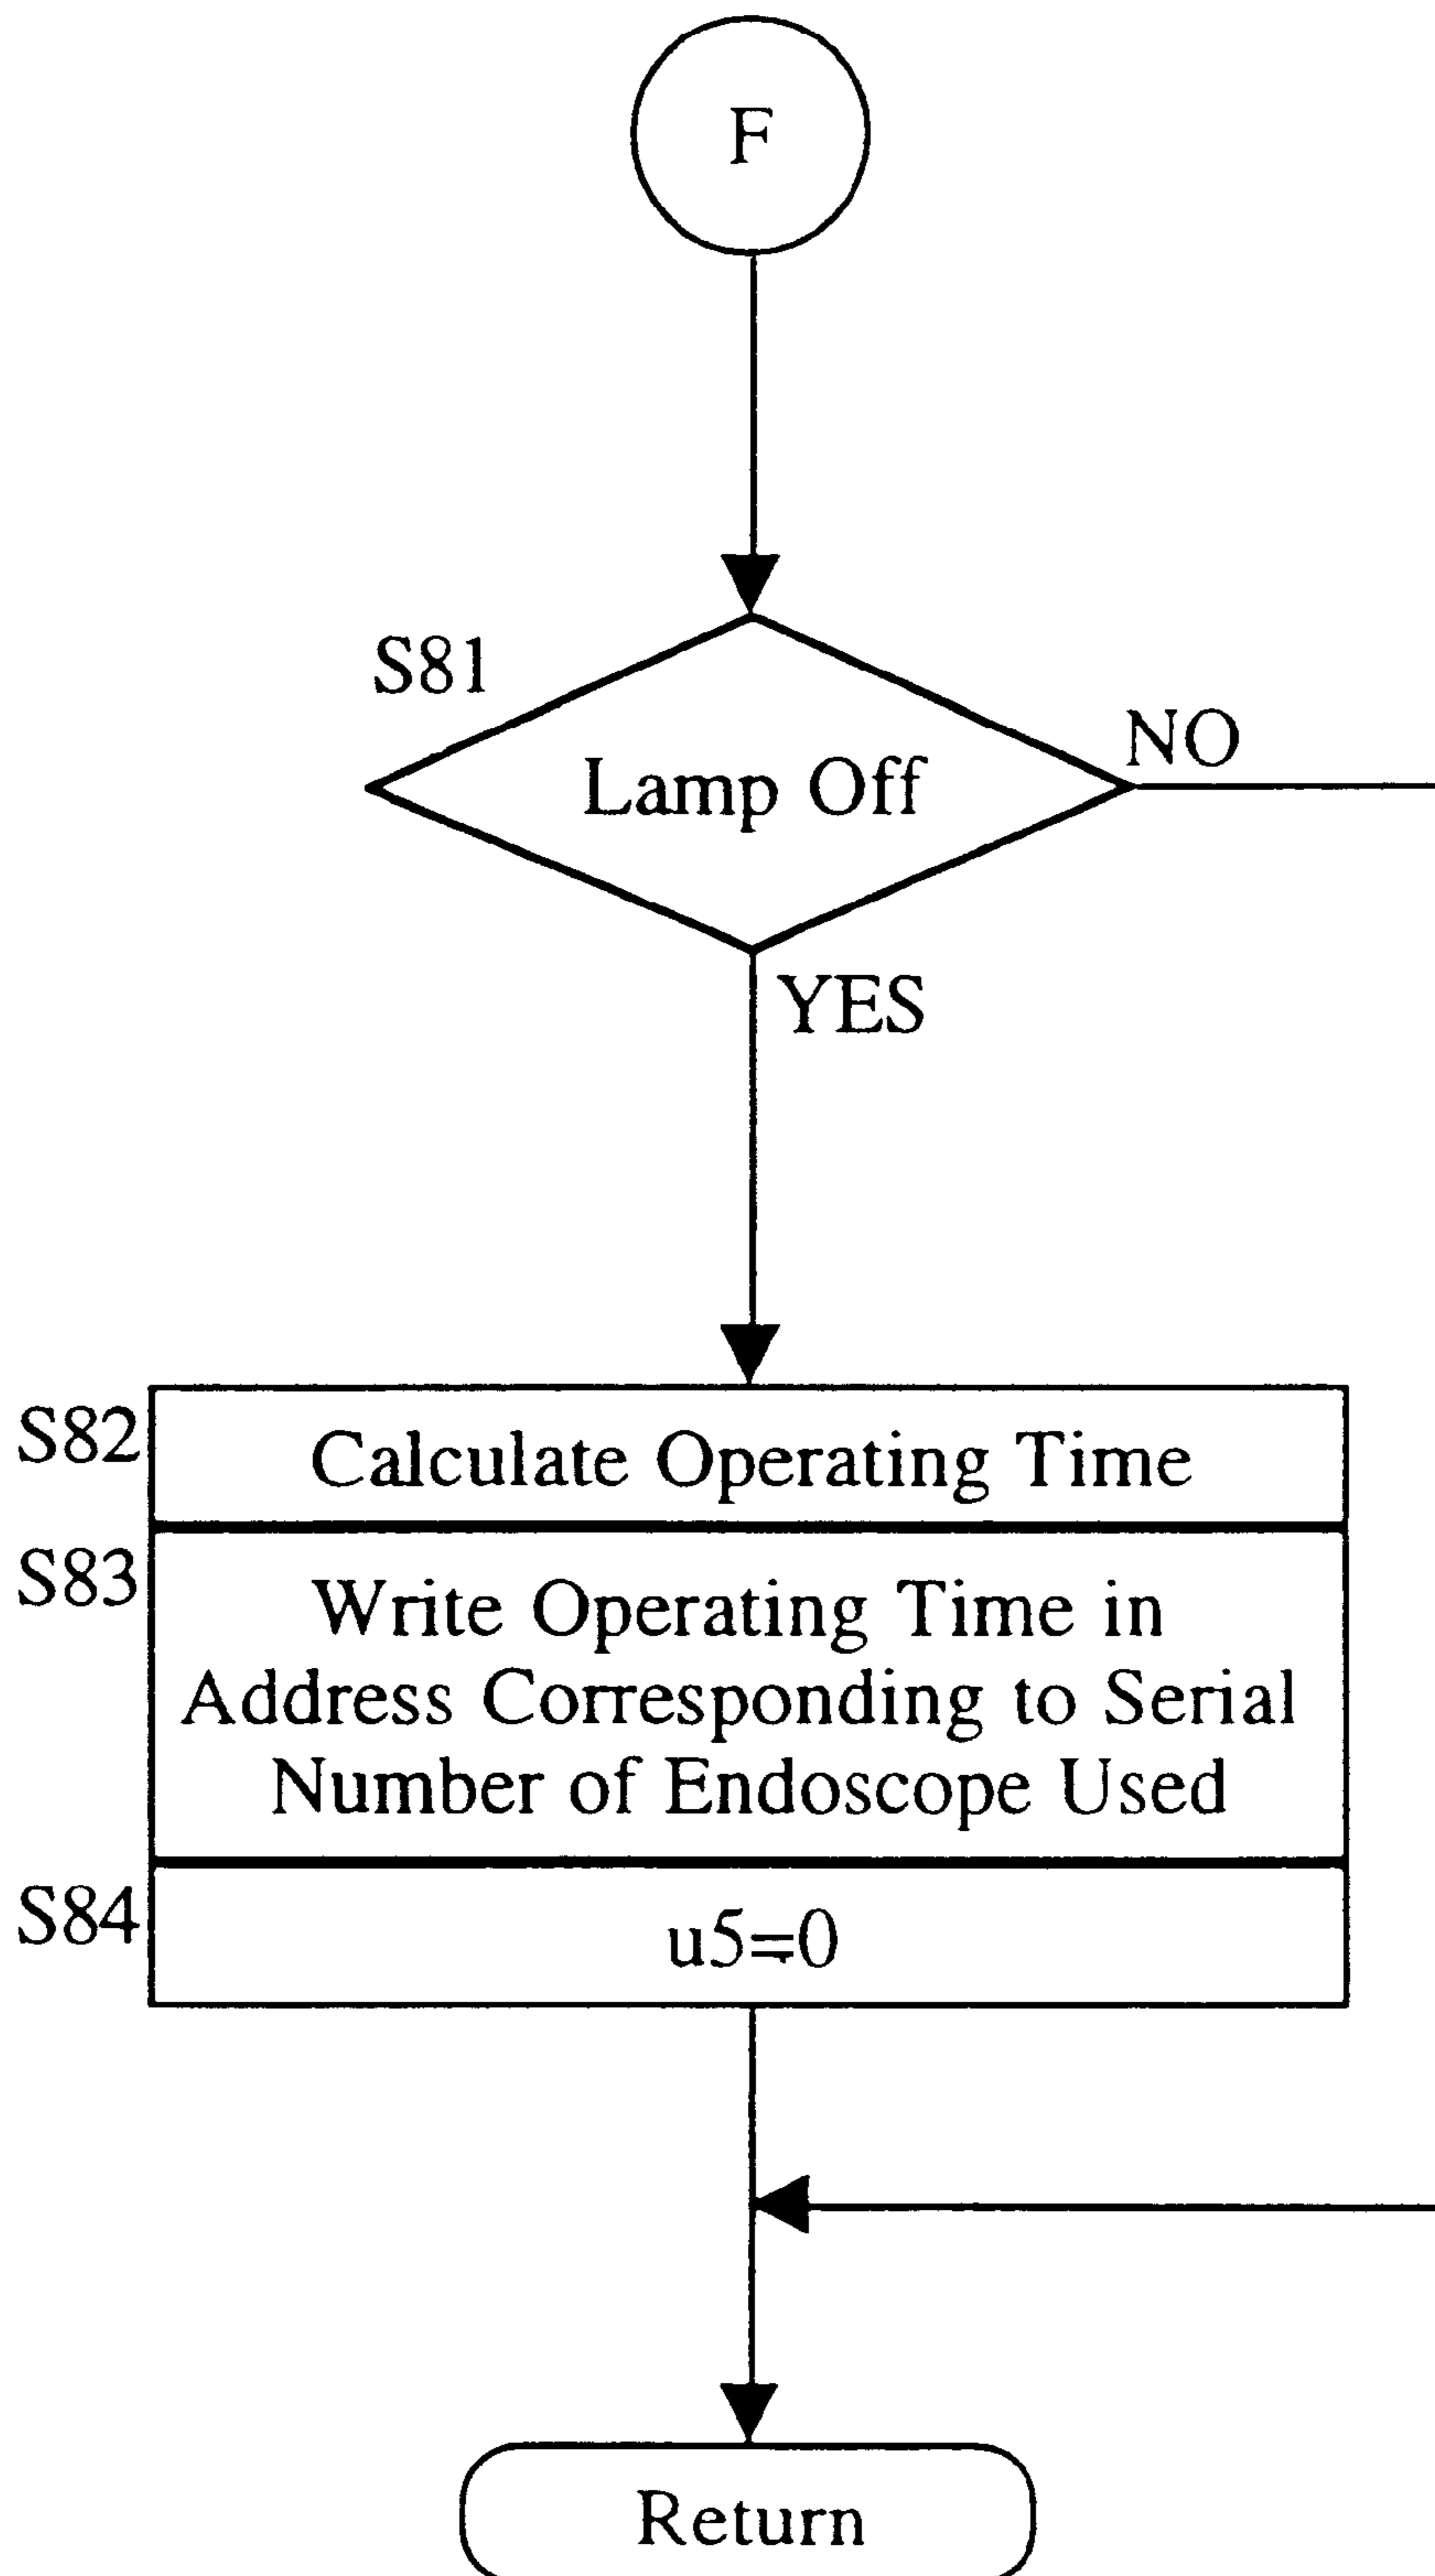 F
S81
Lamp Off
NO
YES
S82
Calculate Operating Time
S83
Write Operating Time in
Address Corresponding to Serial
Number of Endoscope Used
S84
u5=0
Return